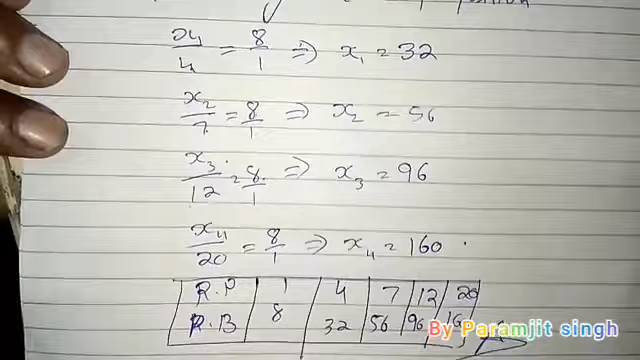 x₁/4 = 8/1 ⇒ x₁ = 32
x₂/7 = 8/1 ⇒ x₂ = 56
x₃/12 = 8/1 ⇒ x₃ = 96
x₄/20 = 8/1 ⇒ x₄ = 160
R.P 1 4 7 12 20
P.B 8 32 56 96
By Paramjit singh